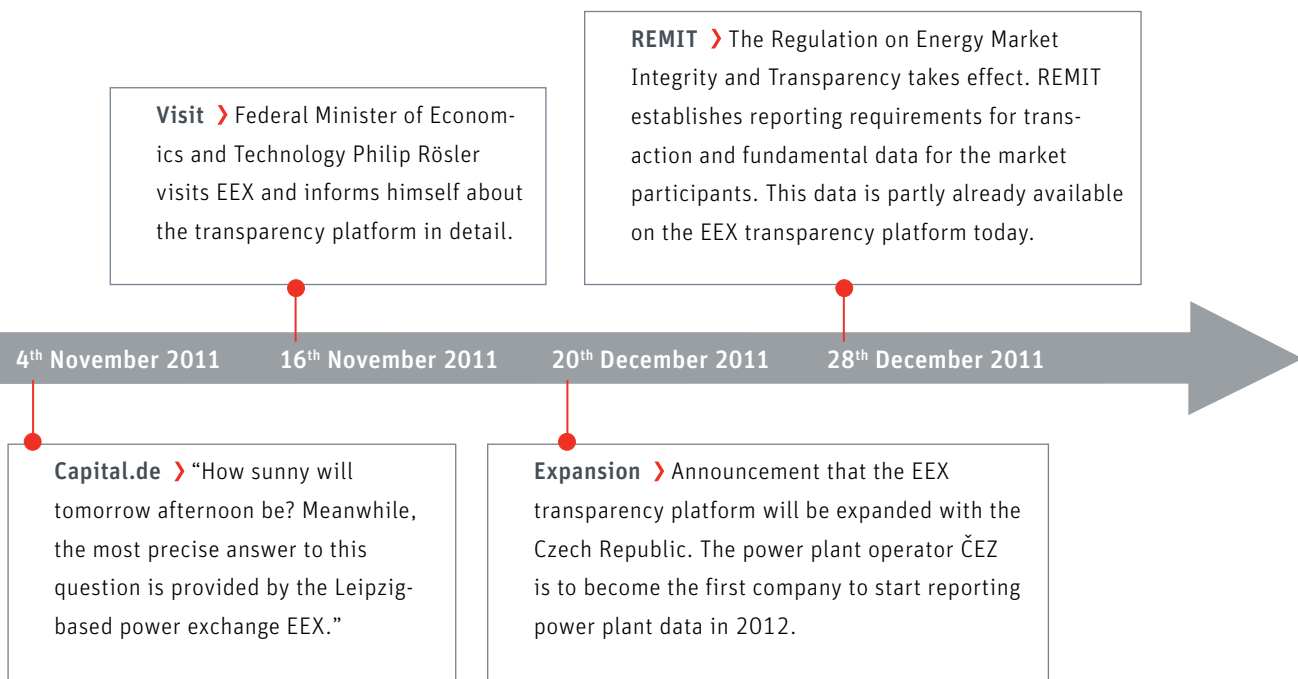 REMIT ❯ The Regulation on Energy Market
Integrity and Transparency takes effect. REMIT
establishes reporting requirements for trans-
action and fundamental data for the market
participants. This data is partly already available
on the EEX transparency platform today.
Visit ❯ Federal Minister of Econom-
ics and Technology Philip Rösler
visits EEX and informs himself about
the transparency platform in detail.
4th November 2011
16th November 2011
20th December 2011
28th December 2011
Capital.de ❯ “How sunny will
tomorrow afternoon be? Meanwhile,
the most precise answer to this
question is provided by the Leipzig-
based power exchange EEX.”
Expansion ❯ Announcement that the EEX
transparency platform will be expanded with the
Czech Republic. The power plant operator ČEZ
is to become the first company to start reporting
power plant data in 2012.